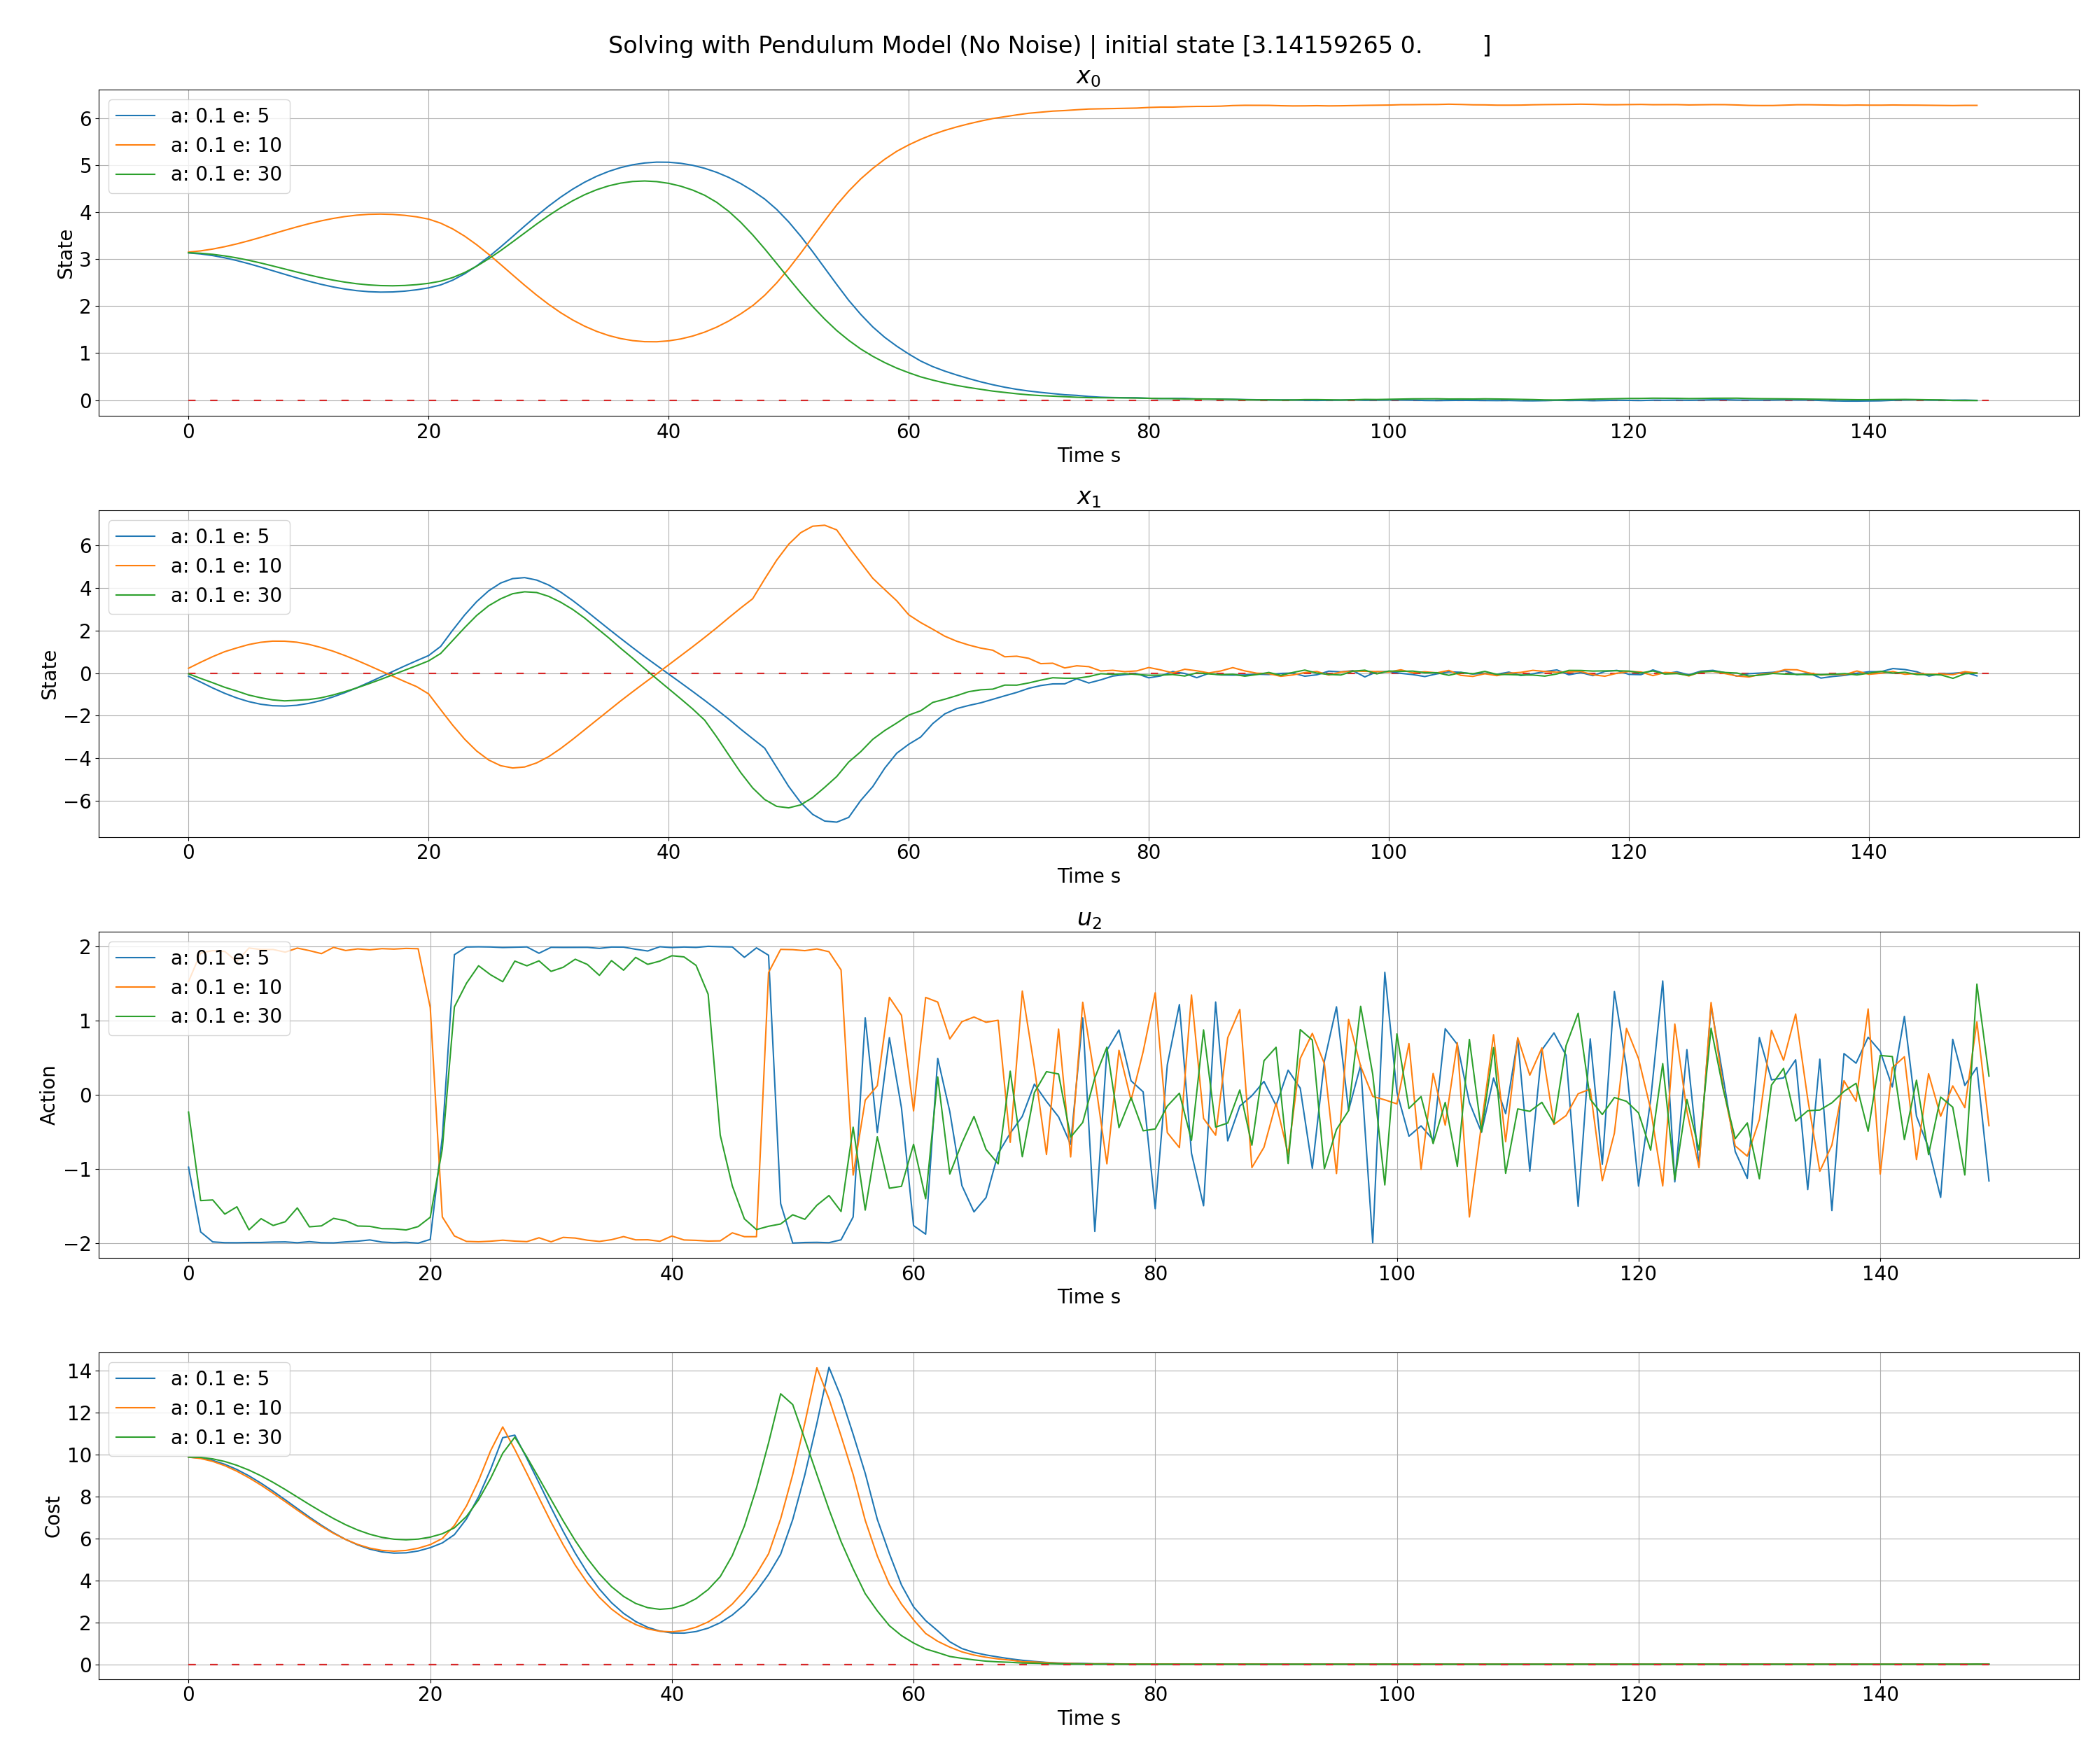 Solving with Pendulum Model (No Noise) | initial state [3.14159265 0. ]
x0
a: 0.1 e: 5
a: 0.1 e: 10
a: 0.1 e: 30
State
6
5
4
3
2
1
0
0 20 40 60 80 100 120 140
Time s
x1
a: 0.1 e: 5
a: 0.1 e: 10
a: 0.1 e: 30
State
6
4
2
0
−2
−4
−6
0 20 40 60 80 100 120 140
Time s
u2
a: 0.1 e: 5
a: 0.1 e: 10
a: 0.1 e: 30
Action
2
1
0
−1
−2
0 20 40 60 80 100 120 140
Time s
a: 0.1 e: 5
a: 0.1 e: 10
a: 0.1 e: 30
Cost
14
12
10
8
6
4
2
0
0 20 40 60 80 100 120 140
Time s